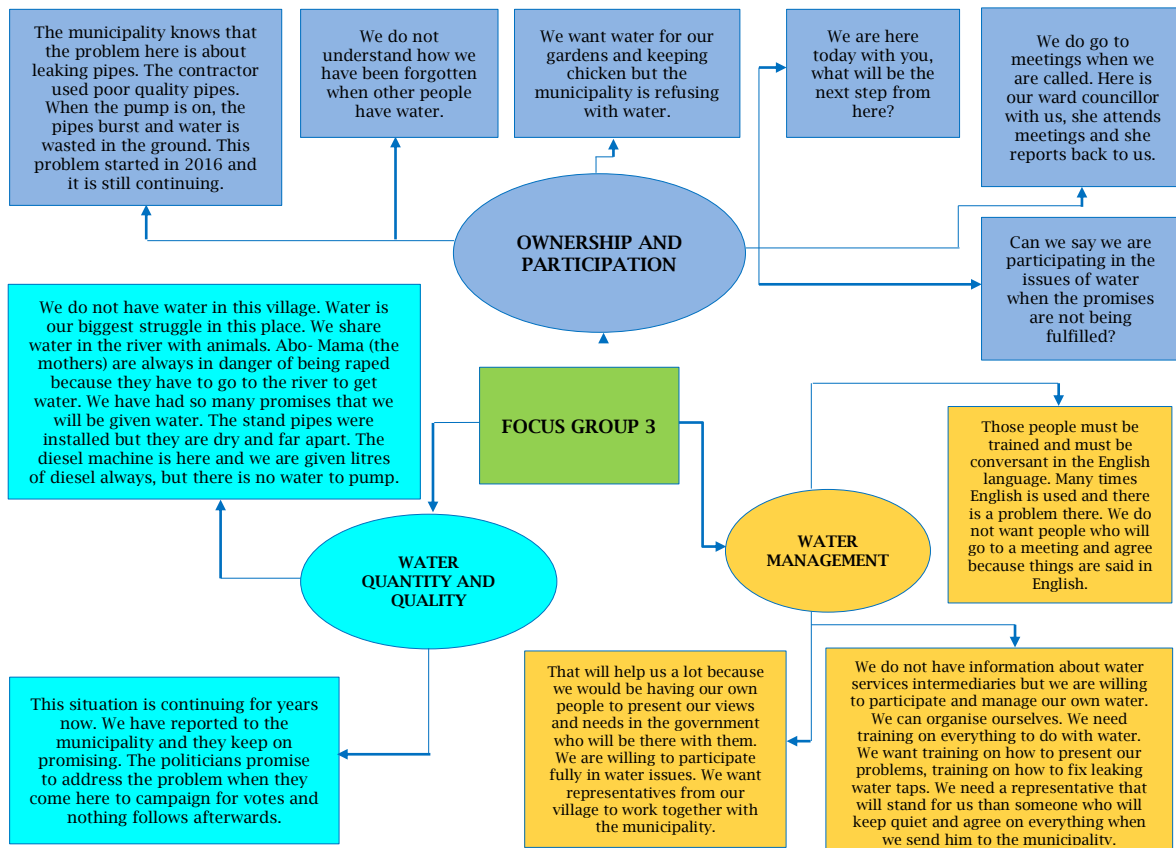 The municipality knows that
the problem here is about
leaking pipes. The contractor
used poor quality pipes.
When the pump is on, the
pipes burst and water is
wasted in the ground. This
problem started in 2016 and
it is still continuing.
We do not
understand how we
have been forgotten
when other people
have water.
We want water for our
gardens and keeping
chicken but the
municipality is refusing
with water.
We are here
today with you,
what will be the
next step from
here?
We do go to
meetings when we
are called. Here is
our ward councillor
with us, she attends
meetings and she
reports back to us.
OWNERSHIP AND
PARTICIPATION
Can we say we are
participating in the
issues of water
when the promises
are not being
fulfilled?
We do not have water in this village. Water is
our biggest struggle in this place. We share
water in the river with animals. Abo- Mama (the
mothers) are always in danger of being raped
because they have to go to the river to get
water. We have had so many promises that we
will be given water. The stand pipes were
installed but they are dry and far apart. The
diesel machine is here and we are given litres
of diesel always, but there is no water to pump.
FOCUS GROUP 3
Those people must be
trained and must be
conversant in the English
language. Many times
English is used and there
is a problem there. We do
not want people who will
go to a meeting and agree
because things are said in
English.
WATER
QUANTITY AND
QUALITY
WATER
MANAGEMENT
This situation is continuing for years
now. We have reported to the
municipality and they keep on
promising. The politicians promise
to address the problem when they
come here to campaign for votes and
nothing follows afterwards.
That will help us a lot because
we would be having our own
people to present our views
and needs in the government
who will be there with them.
We are willing to participate
fully in water issues. We want
representatives from our
village to work together with
the municipality.
We do not have information about water
services intermediaries but we are willing
to participate and manage our own water.
We can organise ourselves. We need
training on everything to do with water.
We want training on how to present our
problems, training on how to fix leaking
water taps. We need a representative that
will stand for us than someone who will
keep quiet and agree on everything when
we send him to the municipality.